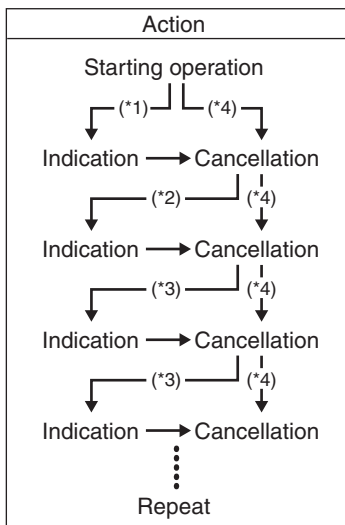 Action
Starting operation
(*1) (*4)
Indication Cancellation
(*2) (*4)
Indication Cancellation
(*3) (*4)
Indication Cancellation
(*3) (*4)
Indication Cancellation
Repeat